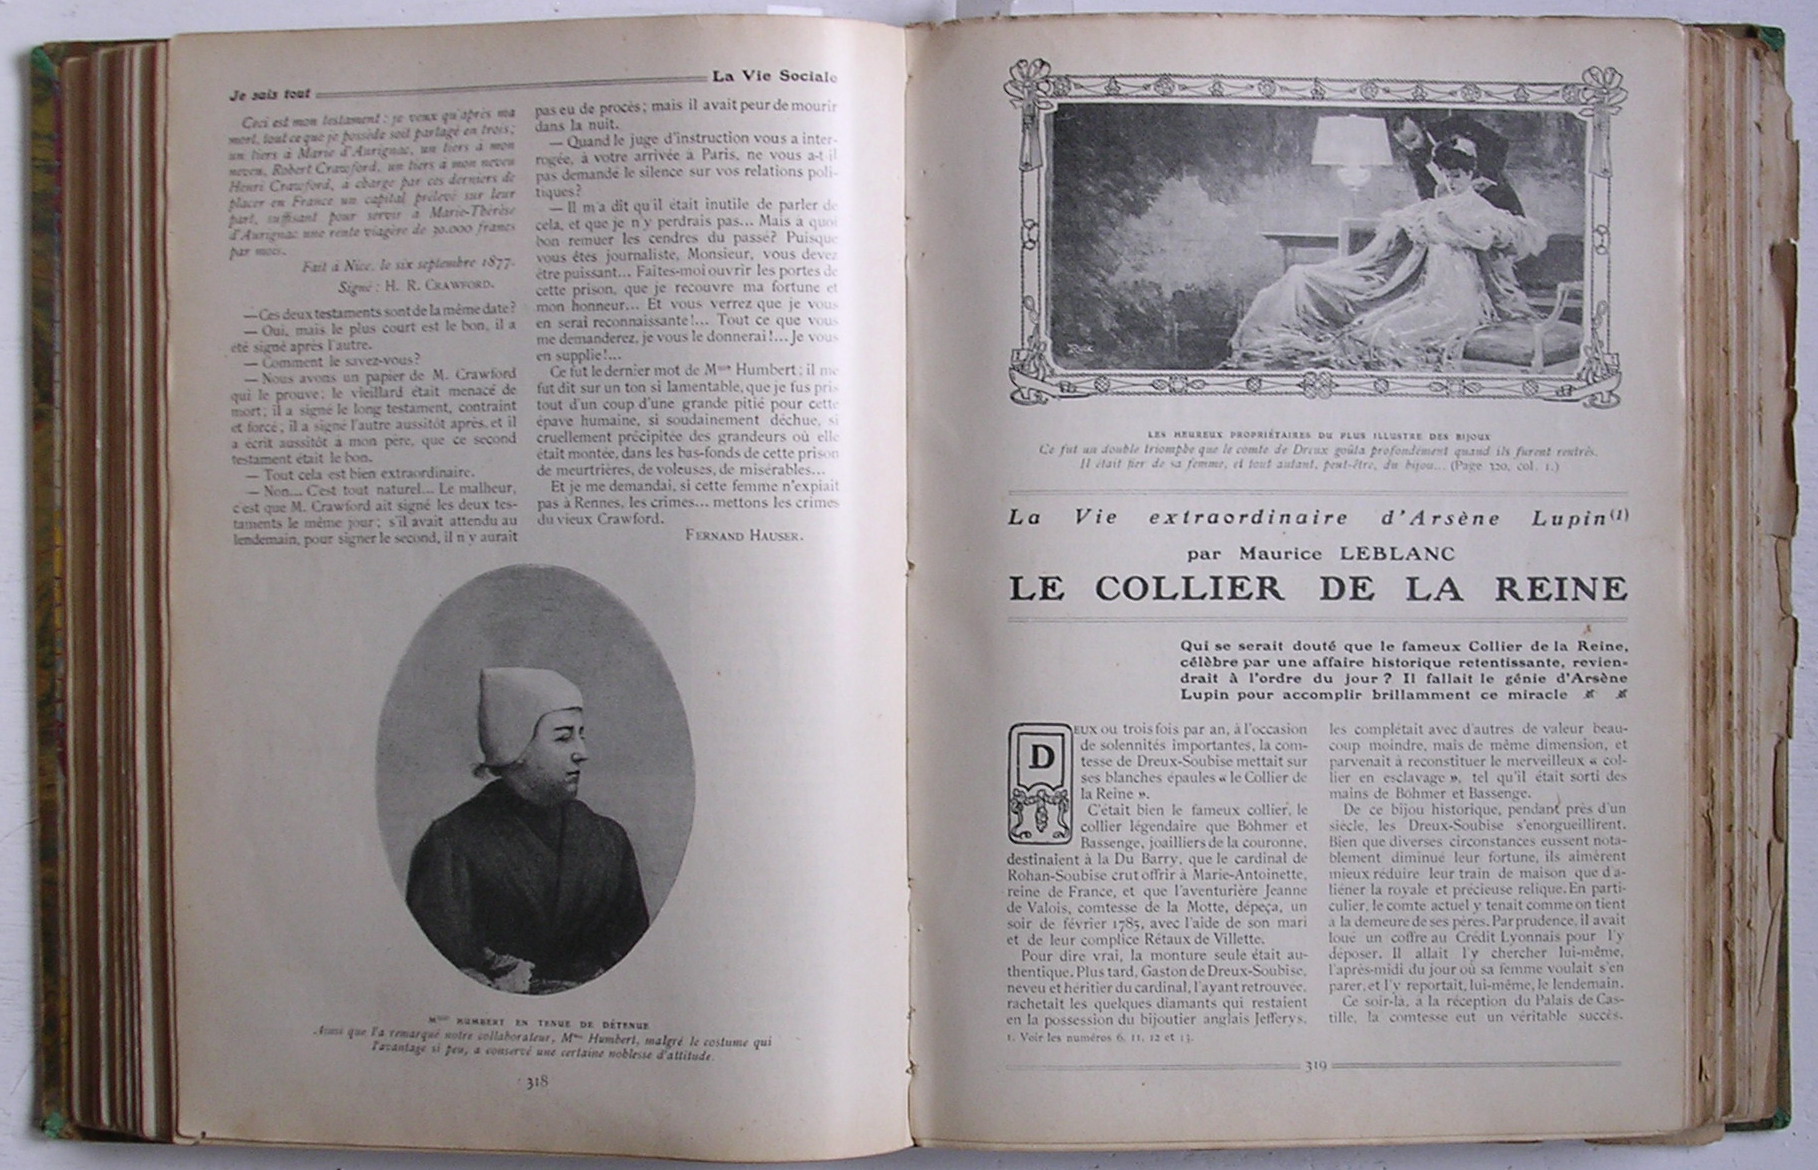 Je sais tout
La Vie Sociale
Ceci est mon testament : je veux qu'après ma
mort, tout ce que je possède soit partagé en trois ;
un tiers à Marie d'Aurignac, un tiers à mon
neveu, Robert Crawford, un tiers à mon neveu
Henri Crawford, à charge par ces derniers de
placer en France un capital prélevé sur leur
part, suffisant pour servir à Marie-Thérèse
d'Aurignac une rente viagère de 30.000 francs
par mois.
Fait à Nice, le six septembre 1877.
Signé : H. R. CRAWFORD.
— Ces deux testaments sont de la même date ?
— Oui, mais le plus court est le bon, il a
été signé après l'autre.
— Comment le savez-vous ?
— Nous avons un papier de M. Crawford
qui le prouve ; le vieillard était menacé de
mort ; il a signé le long testament, contraint
et forcé ; il a signé l'autre aussitôt après, et il
a écrit aussitôt à mon père, que ce second
testament était le bon.
— Tout cela est bien extraordinaire.
— Non... C'est tout naturel... Le malheur,
c'est que M. Crawford ait signé les deux tes-
taments le même jour ; s'il avait attendu au
lendemain, pour signer le second, il n'y aurait
pas eu de procès ; mais il avait peur de mourir
dans la nuit.
— Quand le juge d'instruction vous a inter-
rogée, à votre arrivée à Paris, ne vous a-t-il
pas demandé le silence sur vos relations poli-
tiques ?
— Il m'a dit qu'il était inutile de parler de
cela, et que je n'y perdrais pas... Mais à quoi
bon remuer les cendres du passé ? Puisque
vous êtes journaliste, Monsieur, vous devez
être puissant... Faites-moi ouvrir les portes de
cette prison, que je recouvre ma fortune et
mon honneur... Et vous verrez que je vous
en serai reconnaissante !... Tout ce que vous
me demanderez, je vous le donnerai !... Je vous
en supplie !...
Ce fut le dernier mot de Mme Humbert ; il me
fut dit sur un ton si lamentable, que je fus pris
tout d'un coup d'une grande pitié pour cette
épave humaine, si soudainement déchue, si
cruellement précipitée des grandeurs où elle
était montée, dans les bas-fonds de cette prison
de meurtrières, de voleuses, de misérables...
Et je me demandai, si cette femme n'expiait
pas à Rennes, les crimes... mettons les crimes
du vieux Crawford.
FERNAND HAUSER.
Mme HUMBERT EN TENUE DE DÉTENUE
Ainsi que l'a remarqué notre collaborateur, Mme Humbert, malgré le costume qui
l'avantage si peu, a conservé une certaine noblesse d'attitude.
318
LES HEUREUX PROPRIÉTAIRES DU PLUS ILLUSTRE DES BIJOUX
Ce fut un double triomphe que le comte de Dreux goûta profondément quand ils furent rentrés.
Il était fier de sa femme, et tout autant, peut-être, du bijou... (Page 320, col. 1.)
La Vie extraordinaire d'Arsène Lupin (1)
par Maurice LEBLANC
LE COLLIER DE LA REINE
Qui se serait douté que le fameux Collier de la Reine,
célèbre par une affaire historique retentissante, revien-
drait à l'ordre du jour ? Il fallait le génie d'Arsène
Lupin pour accomplir brillamment ce miracle
DEUX ou trois fois par an, à l'occasion
de solennités importantes, la com-
tesse de Dreux-Soubise mettait sur
ses blanches épaules « le Collier de
la Reine ».
C'était bien le fameux collier, le
collier légendaire que Böhmer et
Bassenge, joailliers de la couronne,
destinaient à la Du Barry, que le cardinal de
Rohan-Soubise crut offrir à Marie-Antoinette,
reine de France, et que l'aventurière Jeanne
de Valois, comtesse de la Motte, dépeça, un
soir de février 1785, avec l'aide de son mari
et de leur complice Rétaux de Villette.
Pour dire vrai, la monture seule était au-
thentique. Plus tard, Gaston de Dreux-Soubise,
neveu et héritier du cardinal, l'ayant retrouvée,
rachetait les quelques diamants qui restaient
en la possession du bijoutier anglais Jefferys,
1. Voir les numéros 6, 11, 12 et 13.
les complétait avec d'autres de valeur beau-
coup moindre, mais de même dimension, et
parvenait à reconstituer le merveilleux « col-
lier en esclavage », tel qu'il était sorti des
mains de Böhmer et Bassenge.
De ce bijou historique, pendant près d'un
siècle, les Dreux-Soubise s'enorgueillirent.
Bien que diverses circonstances eussent nota-
blement diminué leur fortune, ils aimèrent
mieux réduire leur train de maison que d'a-
liéner la royale et précieuse relique. En parti-
culier, le comte actuel y tenait comme on tient
à la demeure de ses pères. Par prudence, il avait
loué un coffre au Crédit Lyonnais pour l'y
déposer. Il allait l'y chercher lui-même,
l'après-midi du jour où sa femme voulait s'en
parer, et l'y reportait, lui-même, le lendemain.
Ce soir-là, à la réception du Palais de Cas-
tille, la comtesse eut un véritable succès.
319